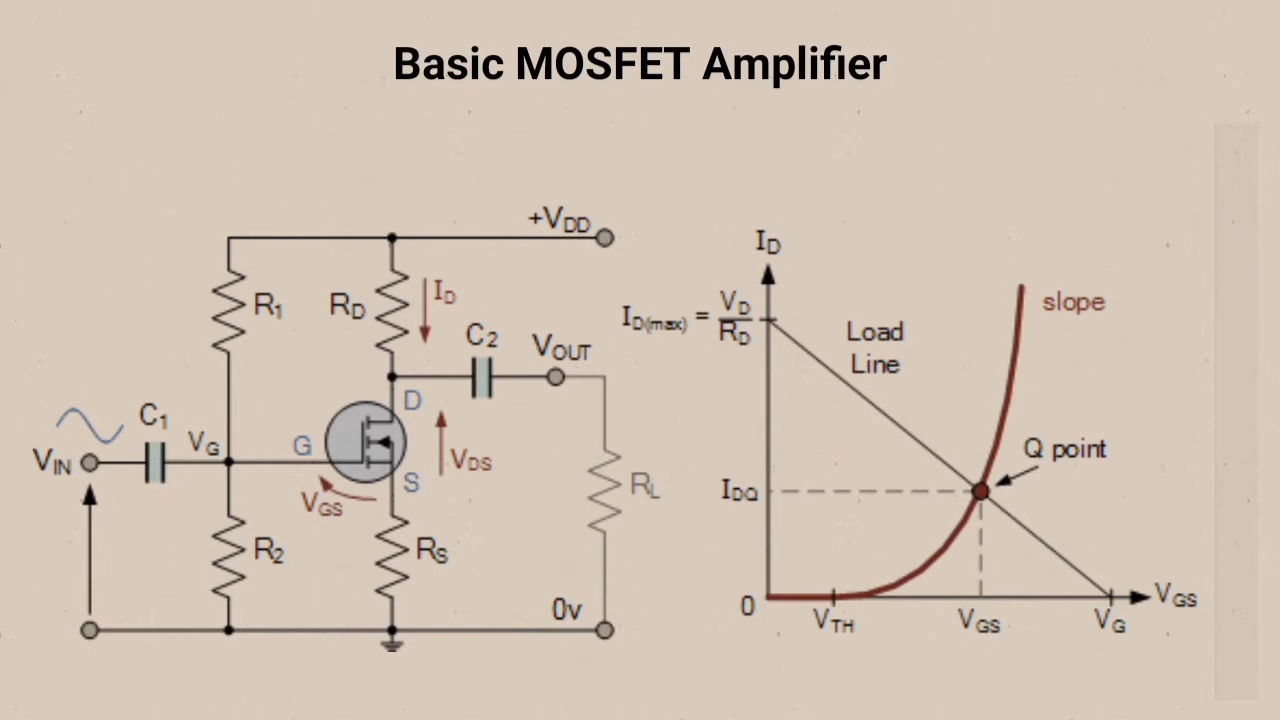 Basic MOSFET Amplifier
+VDD
R1
RD
ID
C2
VOUT
C1
VIN
VG
G
D
S
VDS
VGS
RL
R2
RS
0v
ID
ID(max) = VD
RD
slope
Load
Line
Q point
IDQ
0
VTH
VGS
VG
VGS